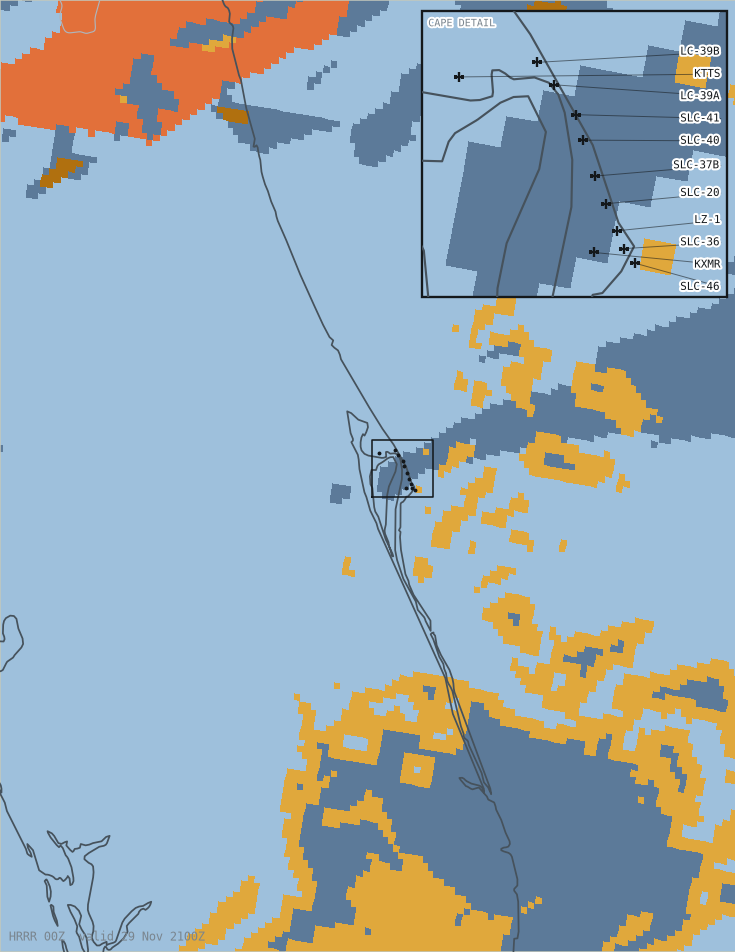 CAPE DETAIL
LC-39B
KTTS
LC-39A
SLC-41
SLC-40
SLC-37B
SLC-20
LZ-1
SLC-36
KXMR
SLC-46
HRRR 00Z valid 29 Nov 2100Z